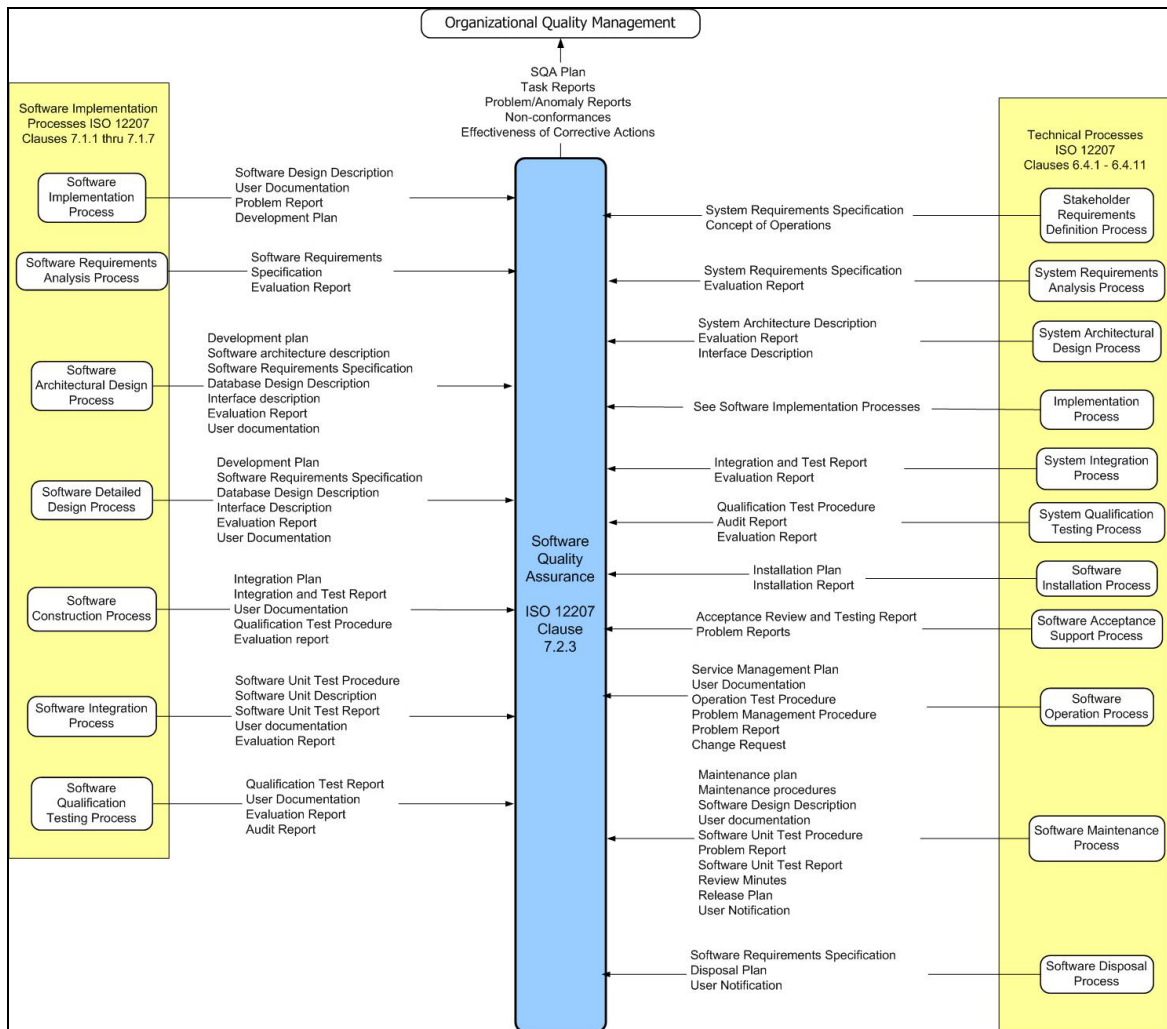 Organizational Quality Management
SQA Plan
Task Reports
Problem/Anomaly Reports
Non-conformances
Effectiveness of Corrective Actions
Software Implementation
Processes ISO 12207
Clauses 7.1.1 thru 7.1.7
Software
Implementation
Process
Software Design Description
User Documentation
Problem Report
Development Plan
Software Requirements
Analysis Process
Software Requirements
Specification
Evaluation Report
Software
Architectural Design
Process
Development plan
Software architecture description
Software Requirements Specification
Database Design Description
Interface description
Evaluation Report
User documentation
Software Detailed
Design Process
Development Plan
Software Requirements Specification
Database Design Description
Interface Description
Evaluation Report
User Documentation
Software
Construction Process
Integration Plan
Integration and Test Report
User Documentation
Qualification Test Procedure
Evaluation report
Software Integration
Process
Software Unit Test Procedure
Software Unit Description
Software Unit Test Report
User documentation
Evaluation Report
Software
Qualification
Testing Process
Qualification Test Report
User Documentation
Evaluation Report
Audit Report
Software
Quality
Assurance
ISO 12207
Clause
7.2.3
Technical Processes
ISO 12207
Clauses 6.4.1 - 6.4.11
System Requirements Specification
Concept of Operations
Stakeholder
Requirements
Definition Process
System Requirements Specification
Evaluation Report
System Requirements
Analysis Process
System Architecture Description
Evaluation Report
Interface Description
System Architectural
Design Process
See Software Implementation Processes
Implementation
Process
Integration and Test Report
Evaluation Report
System Integration
Process
Qualification Test Procedure
Audit Report
Evaluation Report
System Qualification
Testing Process
Installation Plan
Installation Report
Software
Installation Process
Acceptance Review and Testing Report
Problem Reports
Software Acceptance
Support Process
Service Management Plan
User Documentation
Operation Test Procedure
Problem Management Procedure
Problem Report
Change Request
Software
Operation Process
Maintenance plan
Maintenance procedures
Software Design Description
User documentation
Software Unit Test Procedure
Problem Report
Software Unit Test Report
Review Minutes
Release Plan
User Notification
Software Maintenance
Process
Software Requirements Specification
Disposal Plan
User Notification
Software Disposal
Process